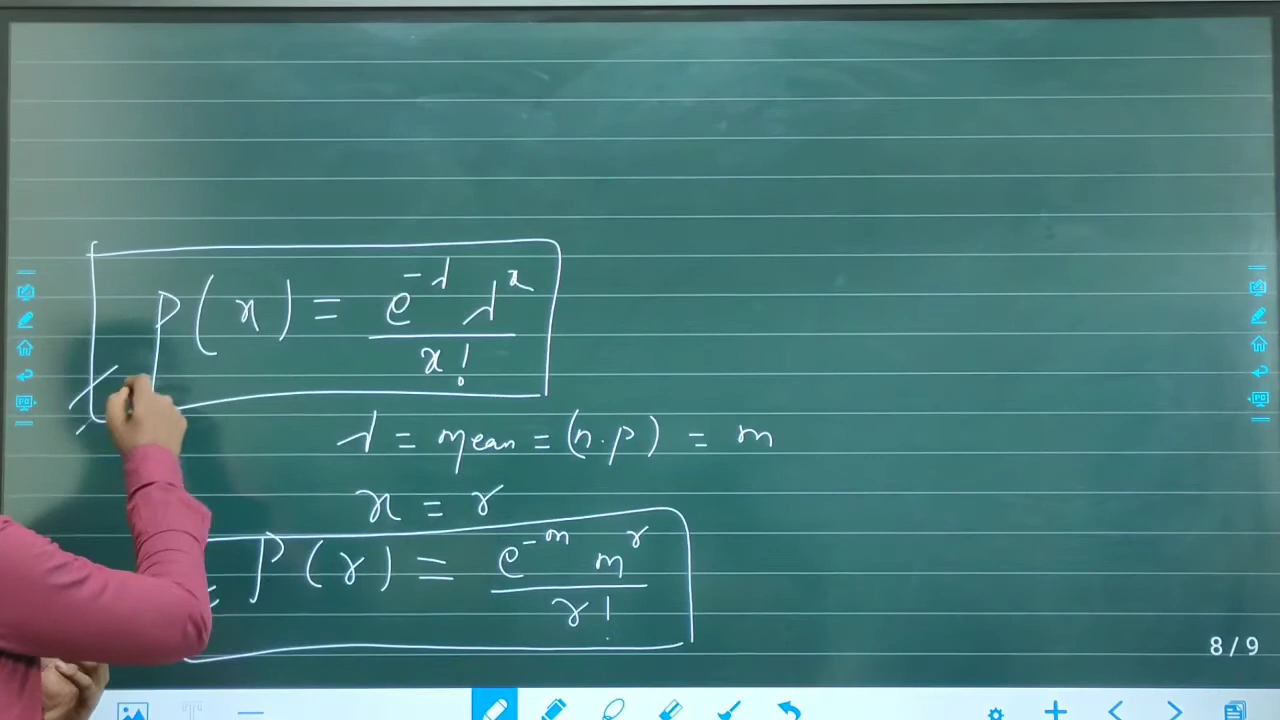 P(x) = e^{-λ} λ^x / x!
λ = mean = (n.p) = m
x = r
P(r) = e^{-m} m^r / r!
8/9